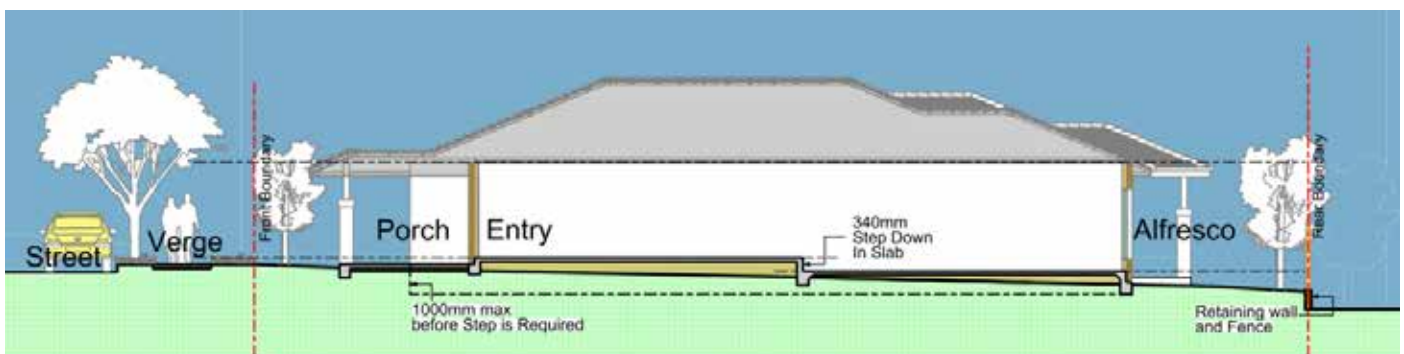 Street
Verge
Front Boundary
Porch
Entry
340mm
Step Down
In Slab
Alfresco
Rear Boundary
1000mm max
before Step is Required
Retaining wall
and Fence